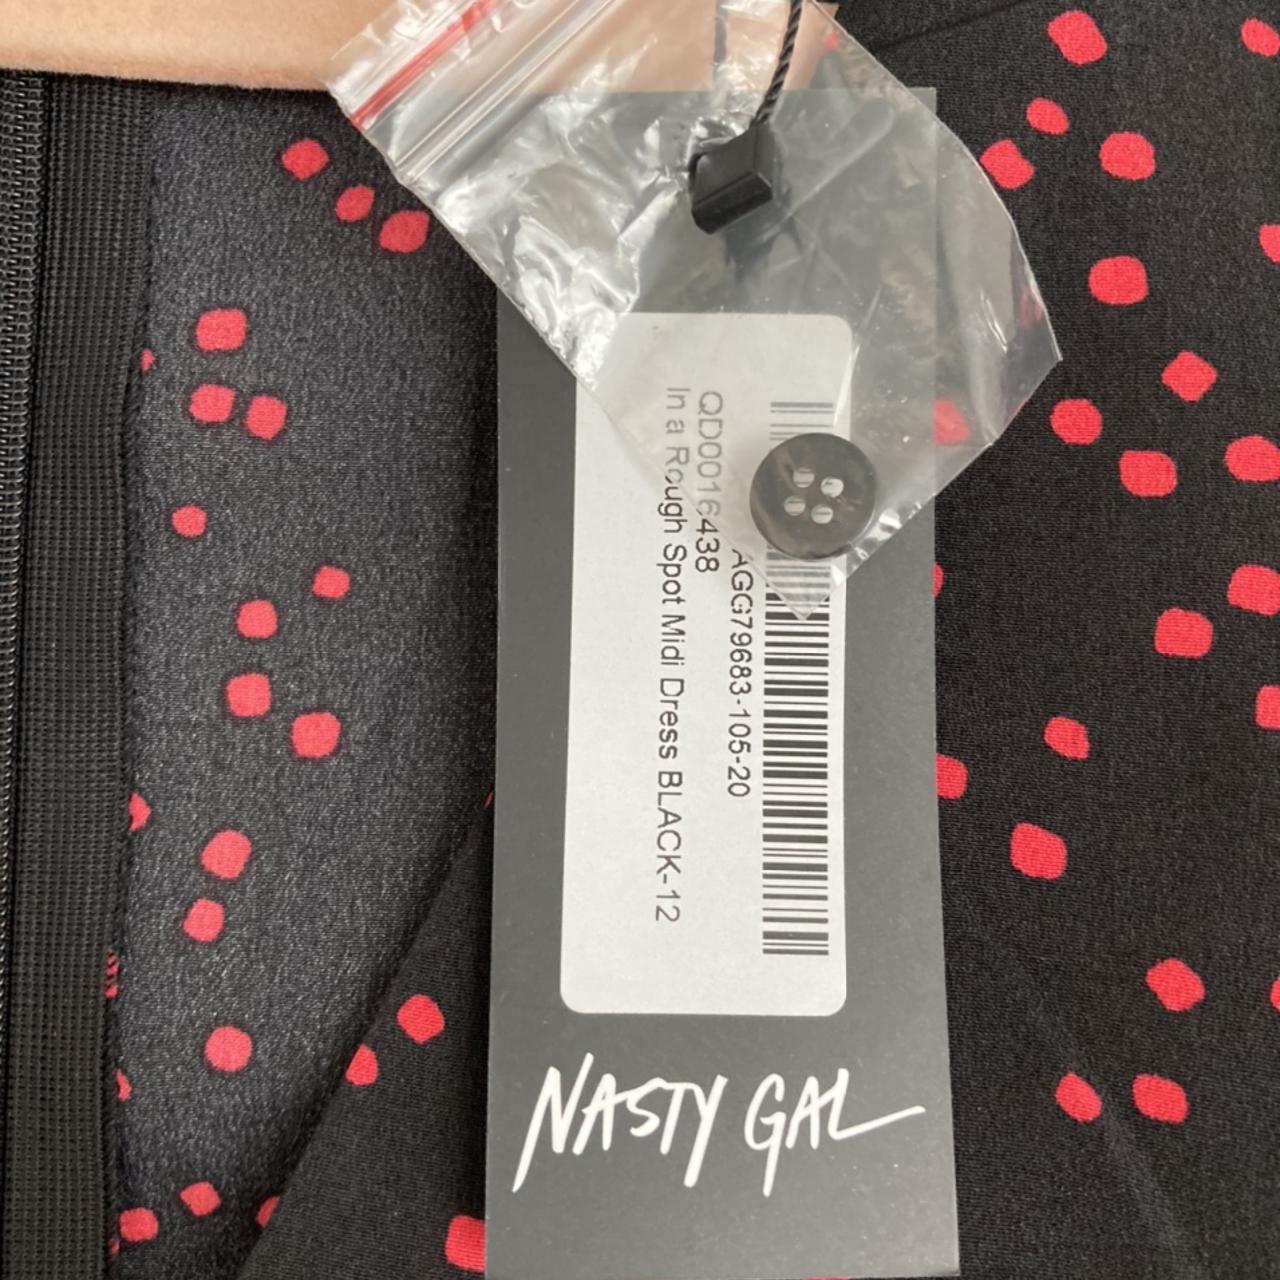 AGG79683-105-20
QD0016438
In a Rough Spot Midi Dress BLACK-12
NASTY GAL